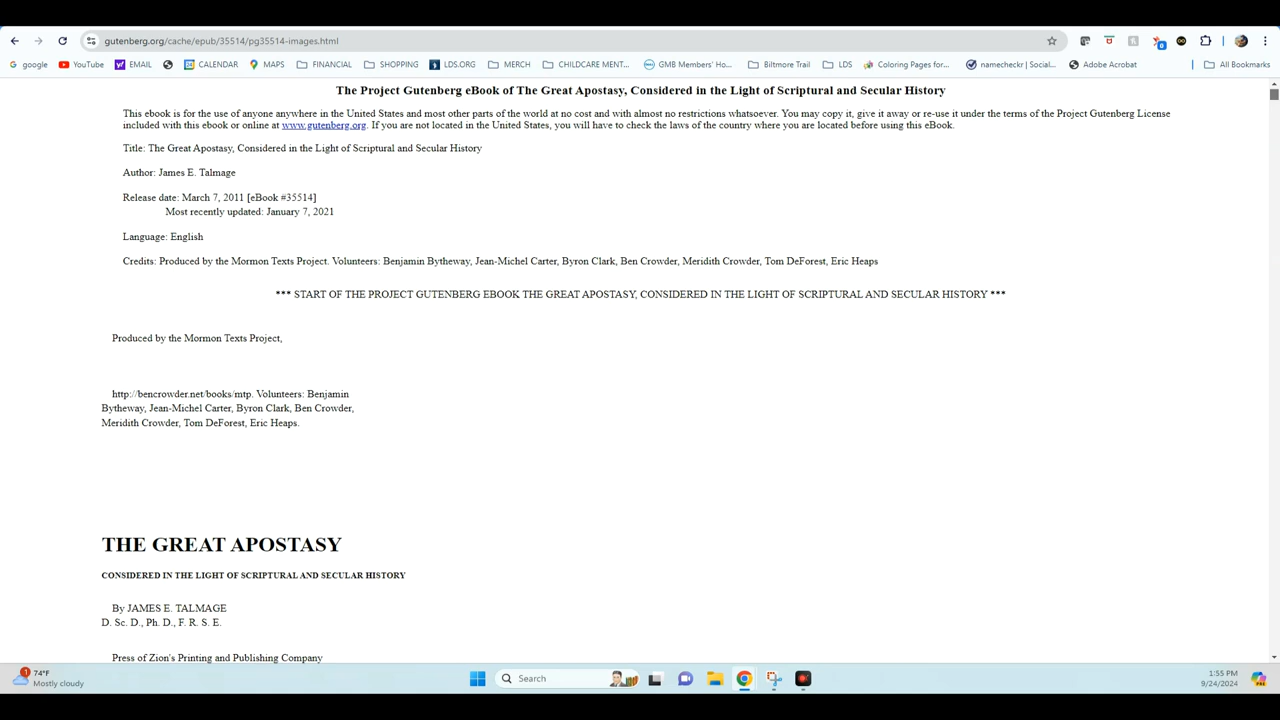 gutenberg.org/cache/epub/35514/pg35514-images.html
google YouTube EMAIL CALENDAR MAPS FINANCIAL SHOPPING LDS.ORG MERCH CHILDCARE MENT... GMB Members' Ho... Biltmore Trail LDS Coloring Pages for... namecheckr | Social... Adobe Acrobat All Bookmarks
The Project Gutenberg eBook of The Great Apostasy, Considered in the Light of Scriptural and Secular History
This ebook is for the use of anyone anywhere in the United States and most other parts of the world at no cost and with almost no restrictions whatsoever. You may copy it, give it away or re-use it under the terms of the Project Gutenberg License
included with this ebook or online at www.gutenberg.org. If you are not located in the United States, you will have to check the laws of the country where you are located before using this eBook.
Title: The Great Apostasy, Considered in the Light of Scriptural and Secular History
Author: James E. Talmage
Release date: March 7, 2011 [eBook #35514]
Most recently updated: January 7, 2021
Language: English
Credits: Produced by the Mormon Texts Project. Volunteers: Benjamin Bytheway, Jean-Michel Carter, Byron Clark, Ben Crowder, Meridith Crowder, Tom DeForest, Eric Heaps
*** START OF THE PROJECT GUTENBERG EBOOK THE GREAT APOSTASY, CONSIDERED IN THE LIGHT OF SCRIPTURAL AND SECULAR HISTORY ***
Produced by the Mormon Texts Project,
http://bencrowder.net/books/mtp. Volunteers: Benjamin
Bytheway, Jean-Michel Carter, Byron Clark, Ben Crowder,
Meridith Crowder, Tom DeForest, Eric Heaps.
THE GREAT APOSTASY
CONSIDERED IN THE LIGHT OF SCRIPTURAL AND SECULAR HISTORY
By JAMES E. TALMAGE
D. Sc. D., Ph. D., F. R. S. E.
Press of Zion's Printing and Publishing Company
74°F
Mostly cloudy
Search
1:55 PM
9/24/2024